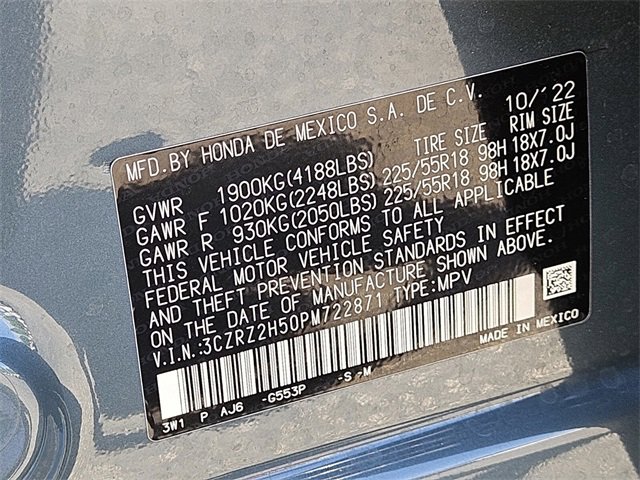 MFD.BY HONDA DE MEXICO S.A. DE C.V. 10/'22
TIRE SIZE RIM SIZE
GVWR 1900KG(4188LBS)
GAWR F 1020KG(2248LBS) 225/55R18 98H 18X7.0J
GAWR R 930KG(2050LBS) 225/55R18 98H 18X7.0J
THIS VEHICLE CONFORMS TO ALL APPLICABLE
FEDERAL MOTOR VEHICLE SAFETY
AND THEFT PREVENTION STANDARDS IN EFFECT
ON THE DATE OF MANUFACTURE SHOWN ABOVE.
V.I.N.:3CZRZ2H50PM722871 TYPE:MPV
3W1 P AJ6 -G553P -S -M MADE IN MEXICO